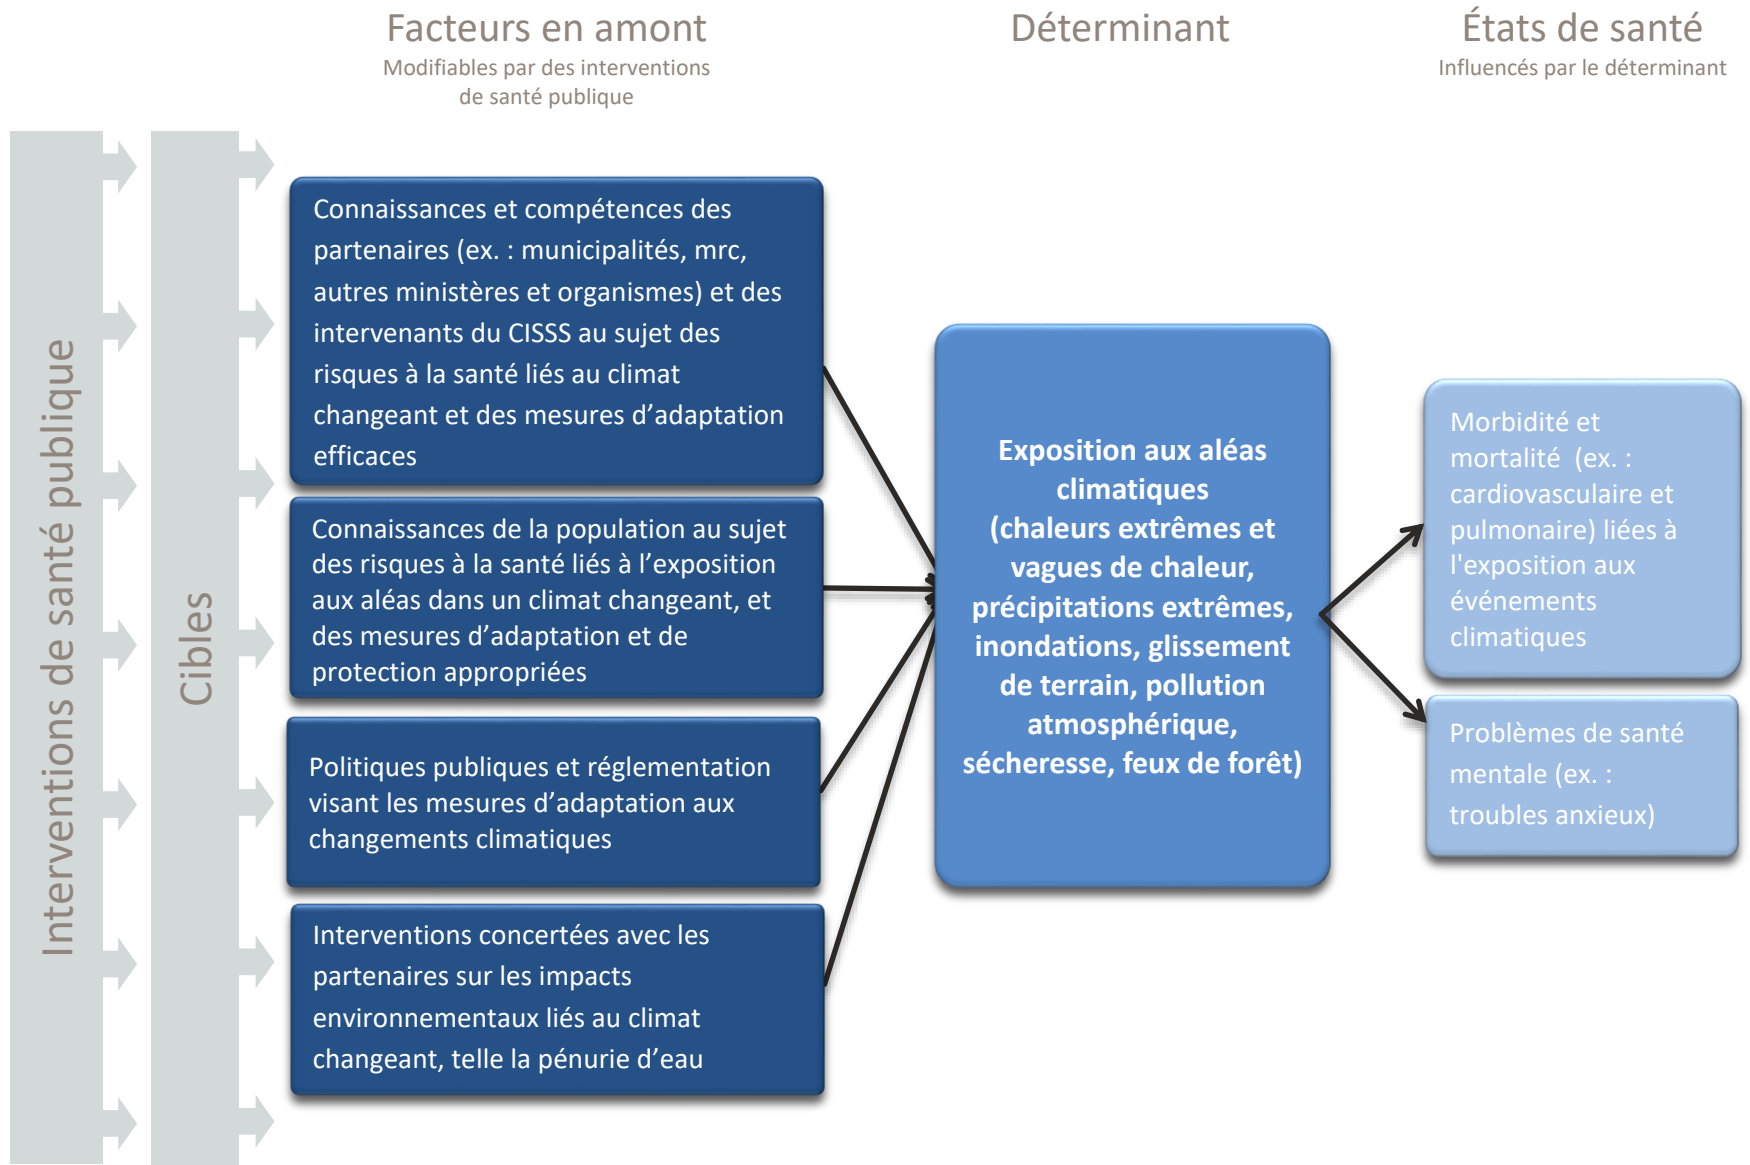 Facteurs en amont
Modifiables par des interventions
de santé publique
Déterminant
États de santé
Influencés par le déterminant
Interventions de santé publique
Cibles
Connaissances et compétences des
partenaires (ex. : municipalités, mrc,
autres ministères et organismes) et des
intervenants du CISSS au sujet des
risques à la santé liés au climat
changeant et des mesures d’adaptation
efficaces
Connaissances de la population au sujet
des risques à la santé liés à l’exposition
aux aléas dans un climat changeant, et
des mesures d’adaptation et de
protection appropriées
Politiques publiques et réglementation
visant les mesures d’adaptation aux
changements climatiques
Interventions concertées avec les
partenaires sur les impacts
environnementaux liés au climat
changeant, telle la pénurie d’eau
Exposition aux aléas
climatiques
(chaleurs extrêmes et
vagues de chaleur,
précipitations extrêmes,
inondations, glissement
de terrain, pollution
atmosphérique,
sécheresse, feux de forêt)
Morbidité et
mortalité (ex. :
cardiovasculaire et
pulmonaire) liées à
l'exposition aux
événements
climatiques
Problèmes de santé
mentale (ex. :
troubles anxieux)